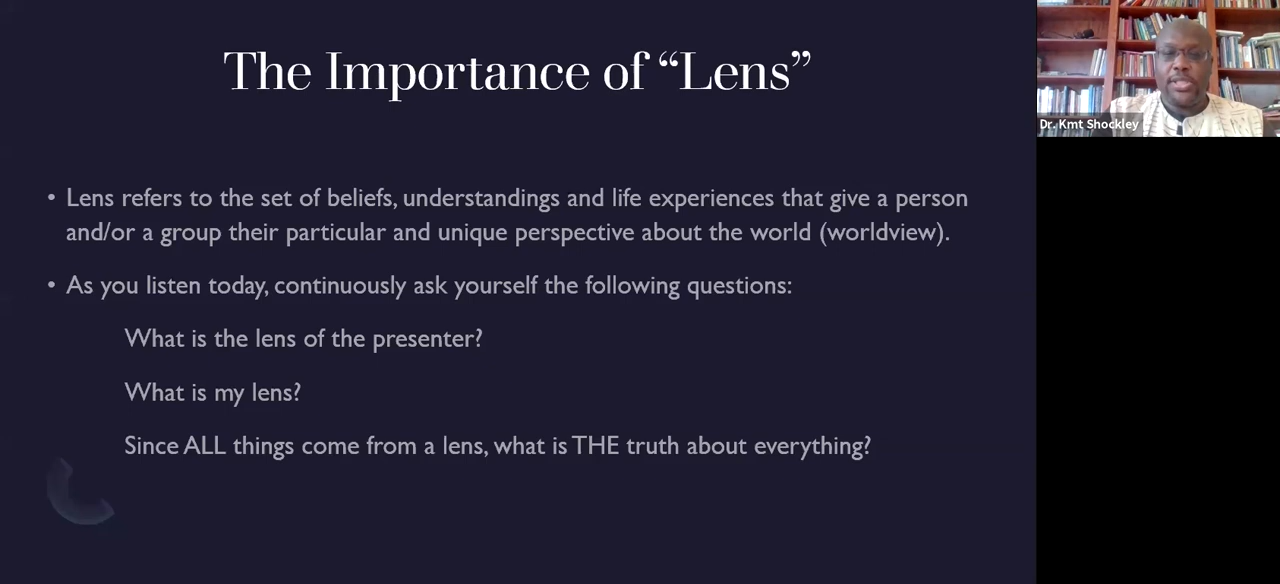 The Importance of “Lens”
• Lens refers to the set of beliefs, understandings and life experiences that give a person
and/or a group their particular and unique perspective about the world (worldview).
• As you listen today, continuously ask yourself the following questions:
What is the lens of the presenter?
What is my lens?
Since ALL things come from a lens, what is THE truth about everything?
Dr. Kmt Shockley